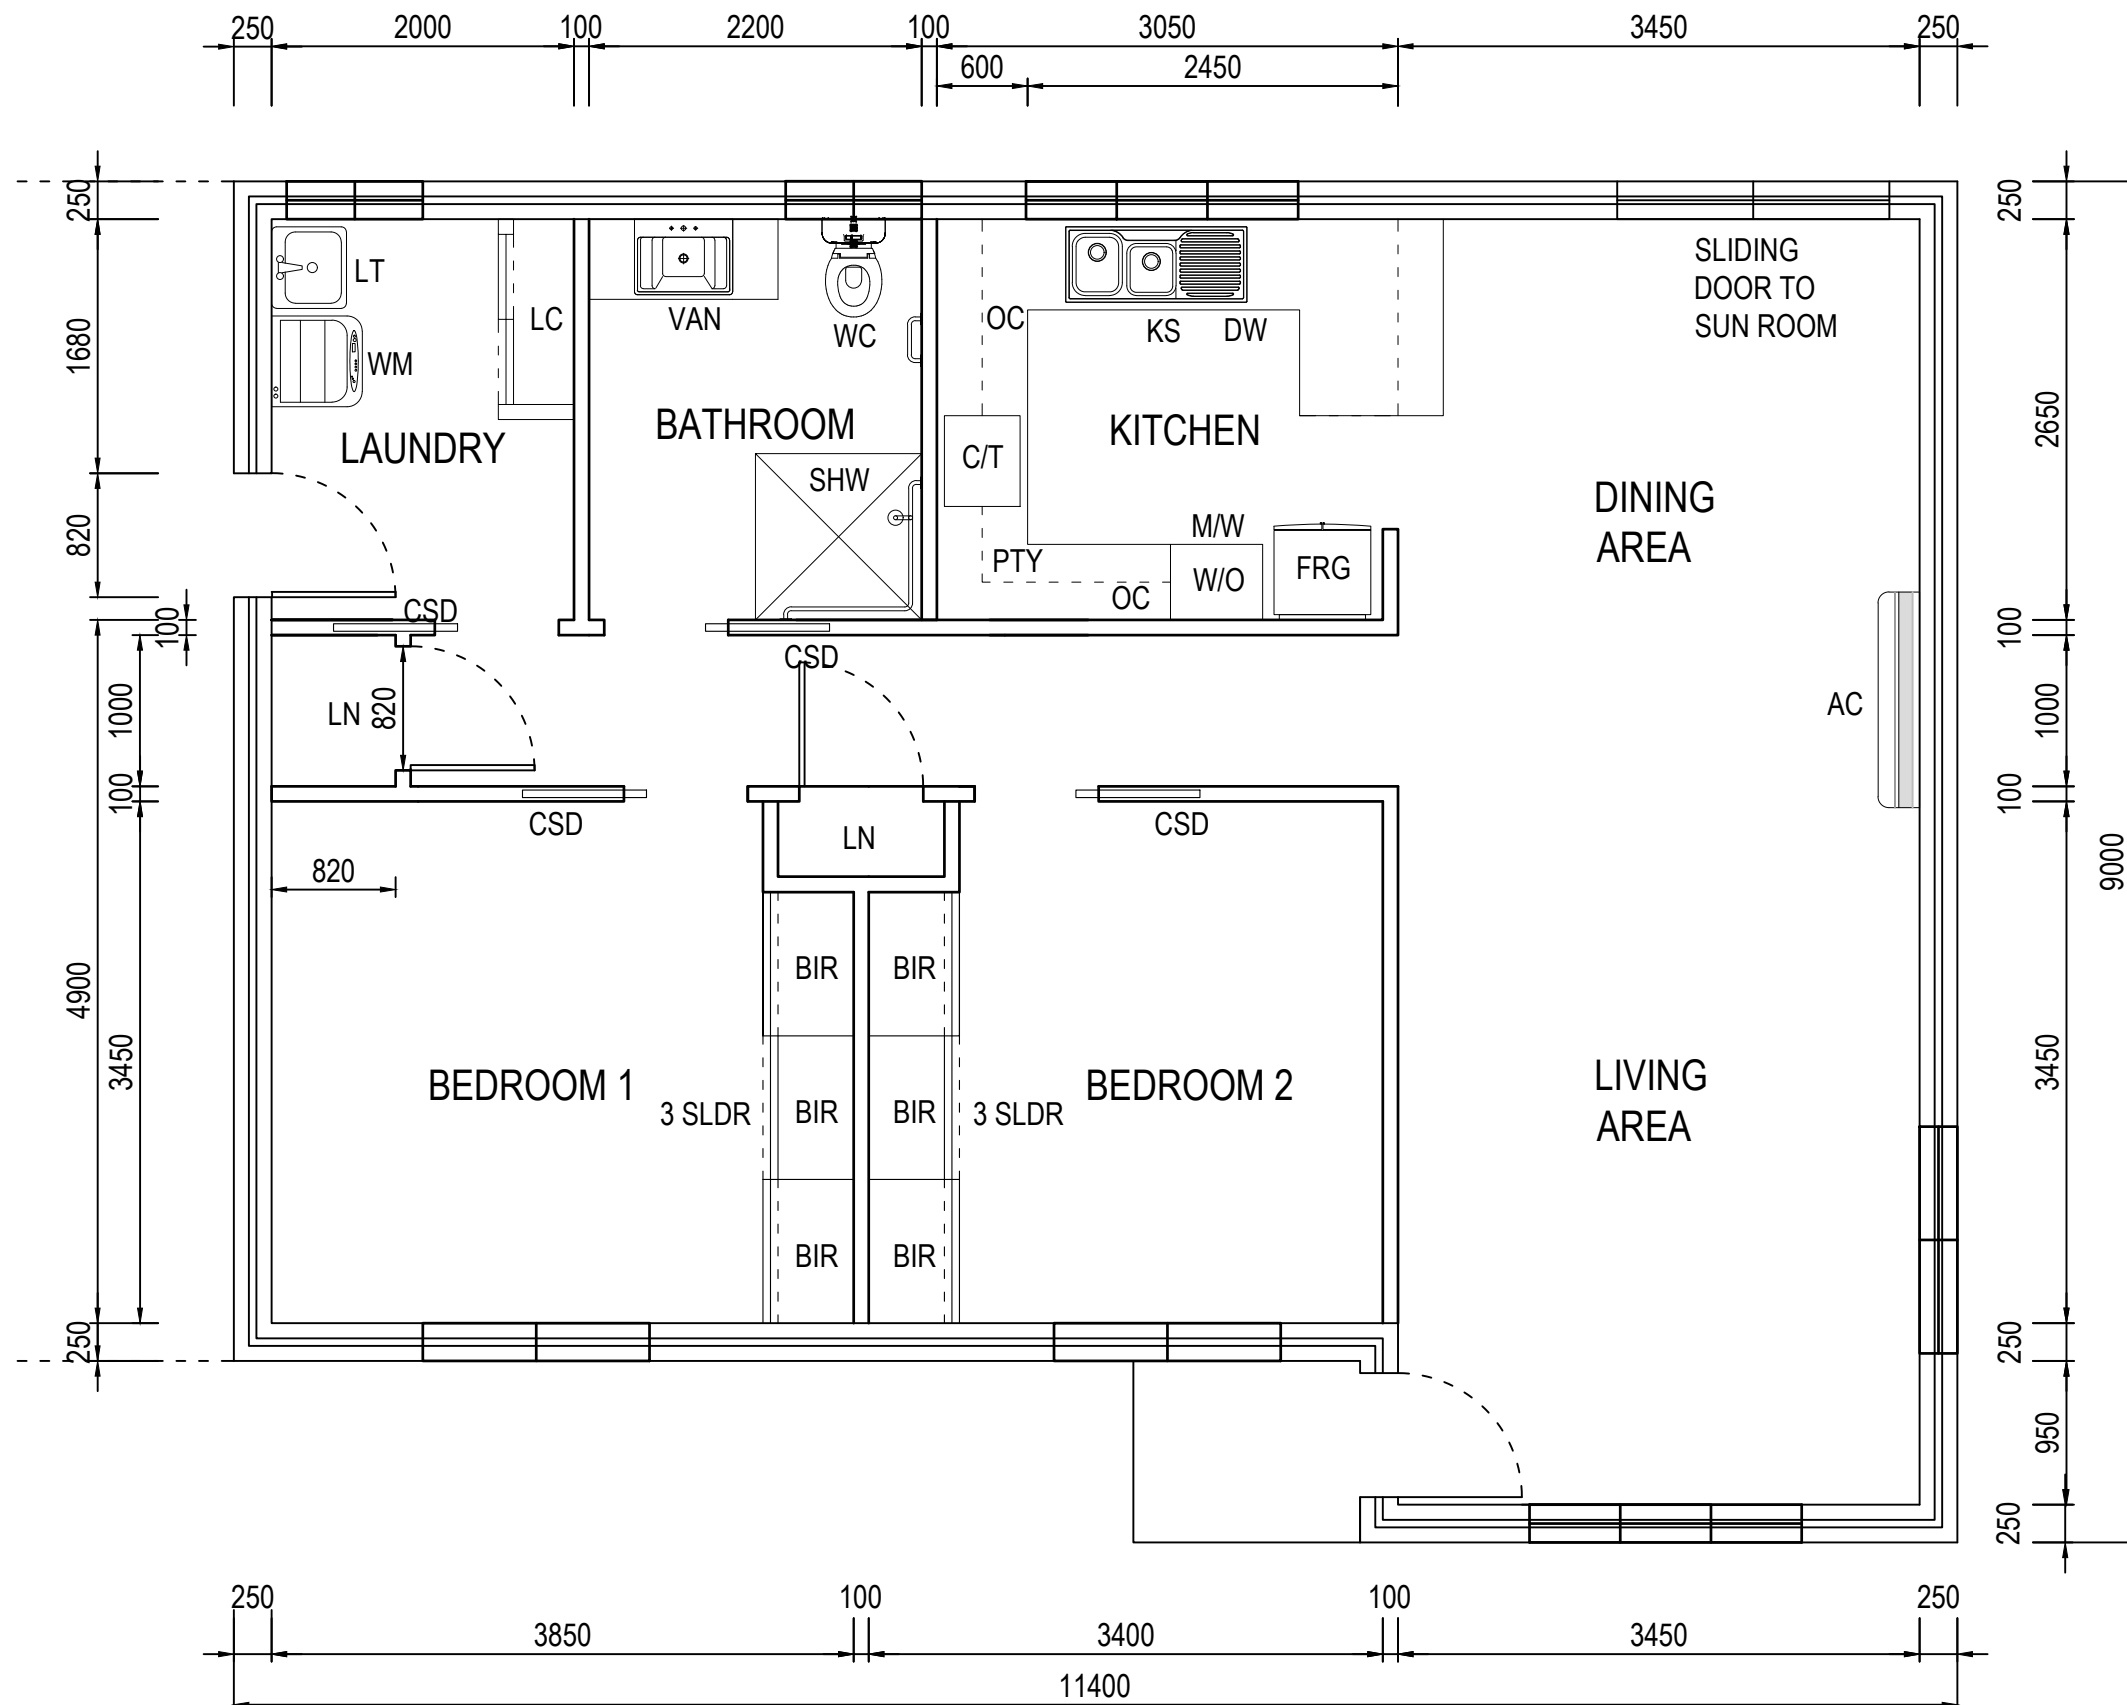 250 2000 100 2200 100 3050 3450 250
600 2450
250
1680
820
100
1000
100
4900
3450
250
250
2650
100
1000
100
3450
250
950
250
9000
LT
WM
LC
LAUNDRY
VAN
WC
BATHROOM
SHW
OC
KS
DW
KITCHEN
C/T
PTY
OC
M/W
W/O
FRG
SLIDING
DOOR TO
SUN ROOM
DINING
AREA
CSD
CSD
LN
820
AC
CSD
LN
CSD
820
BIR BIR
BEDROOM 1
3 SLDR
BIR BIR
3 SLDR
BEDROOM 2
LIVING
AREA
BIR BIR
250 100 100 250
3850 3400 3450
11400